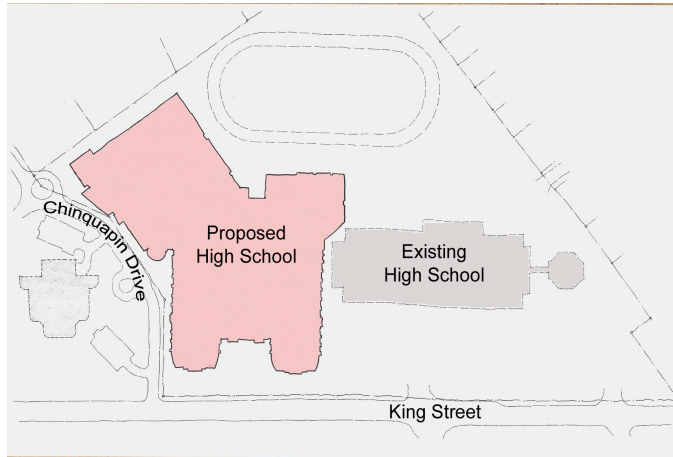 Chinquapin Drive
Proposed
High School
Existing
High School
King Street